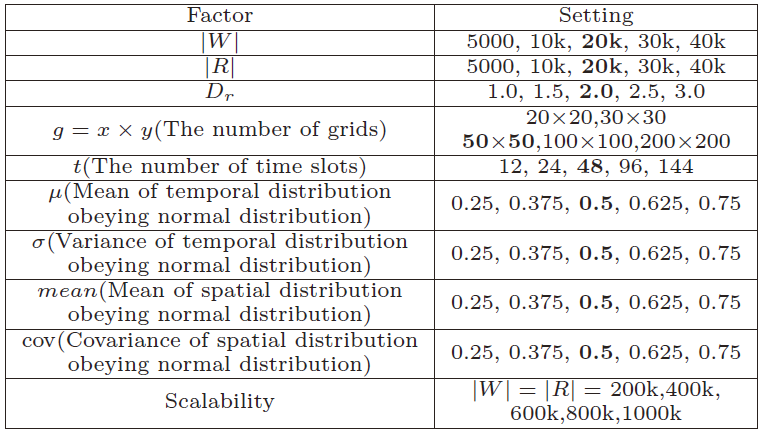 Factor Setting
|W| 5000, 10k, 20k, 30k, 40k
|R| 5000, 10k, 20k, 30k, 40k
Dr 1.0, 1.5, 2.0, 2.5, 3.0
g = x × y(The number of grids) 20×20,30×30
50×50,100×100,200×200
t(The number of time slots) 12, 24, 48, 96, 144
μ(Mean of temporal distribution
obeying normal distribution) 0.25, 0.375, 0.5, 0.625, 0.75
σ(Variance of temporal distribution
obeying normal distribution) 0.25, 0.375, 0.5, 0.625, 0.75
mean(Mean of spatial distribution
obeying normal distribution) 0.25, 0.375, 0.5, 0.625, 0.75
cov(Covariance of spatial distribution
obeying normal distribution) 0.25, 0.375, 0.5, 0.625, 0.75
Scalability |W| = |R| = 200k,400k,
600k,800k,1000k